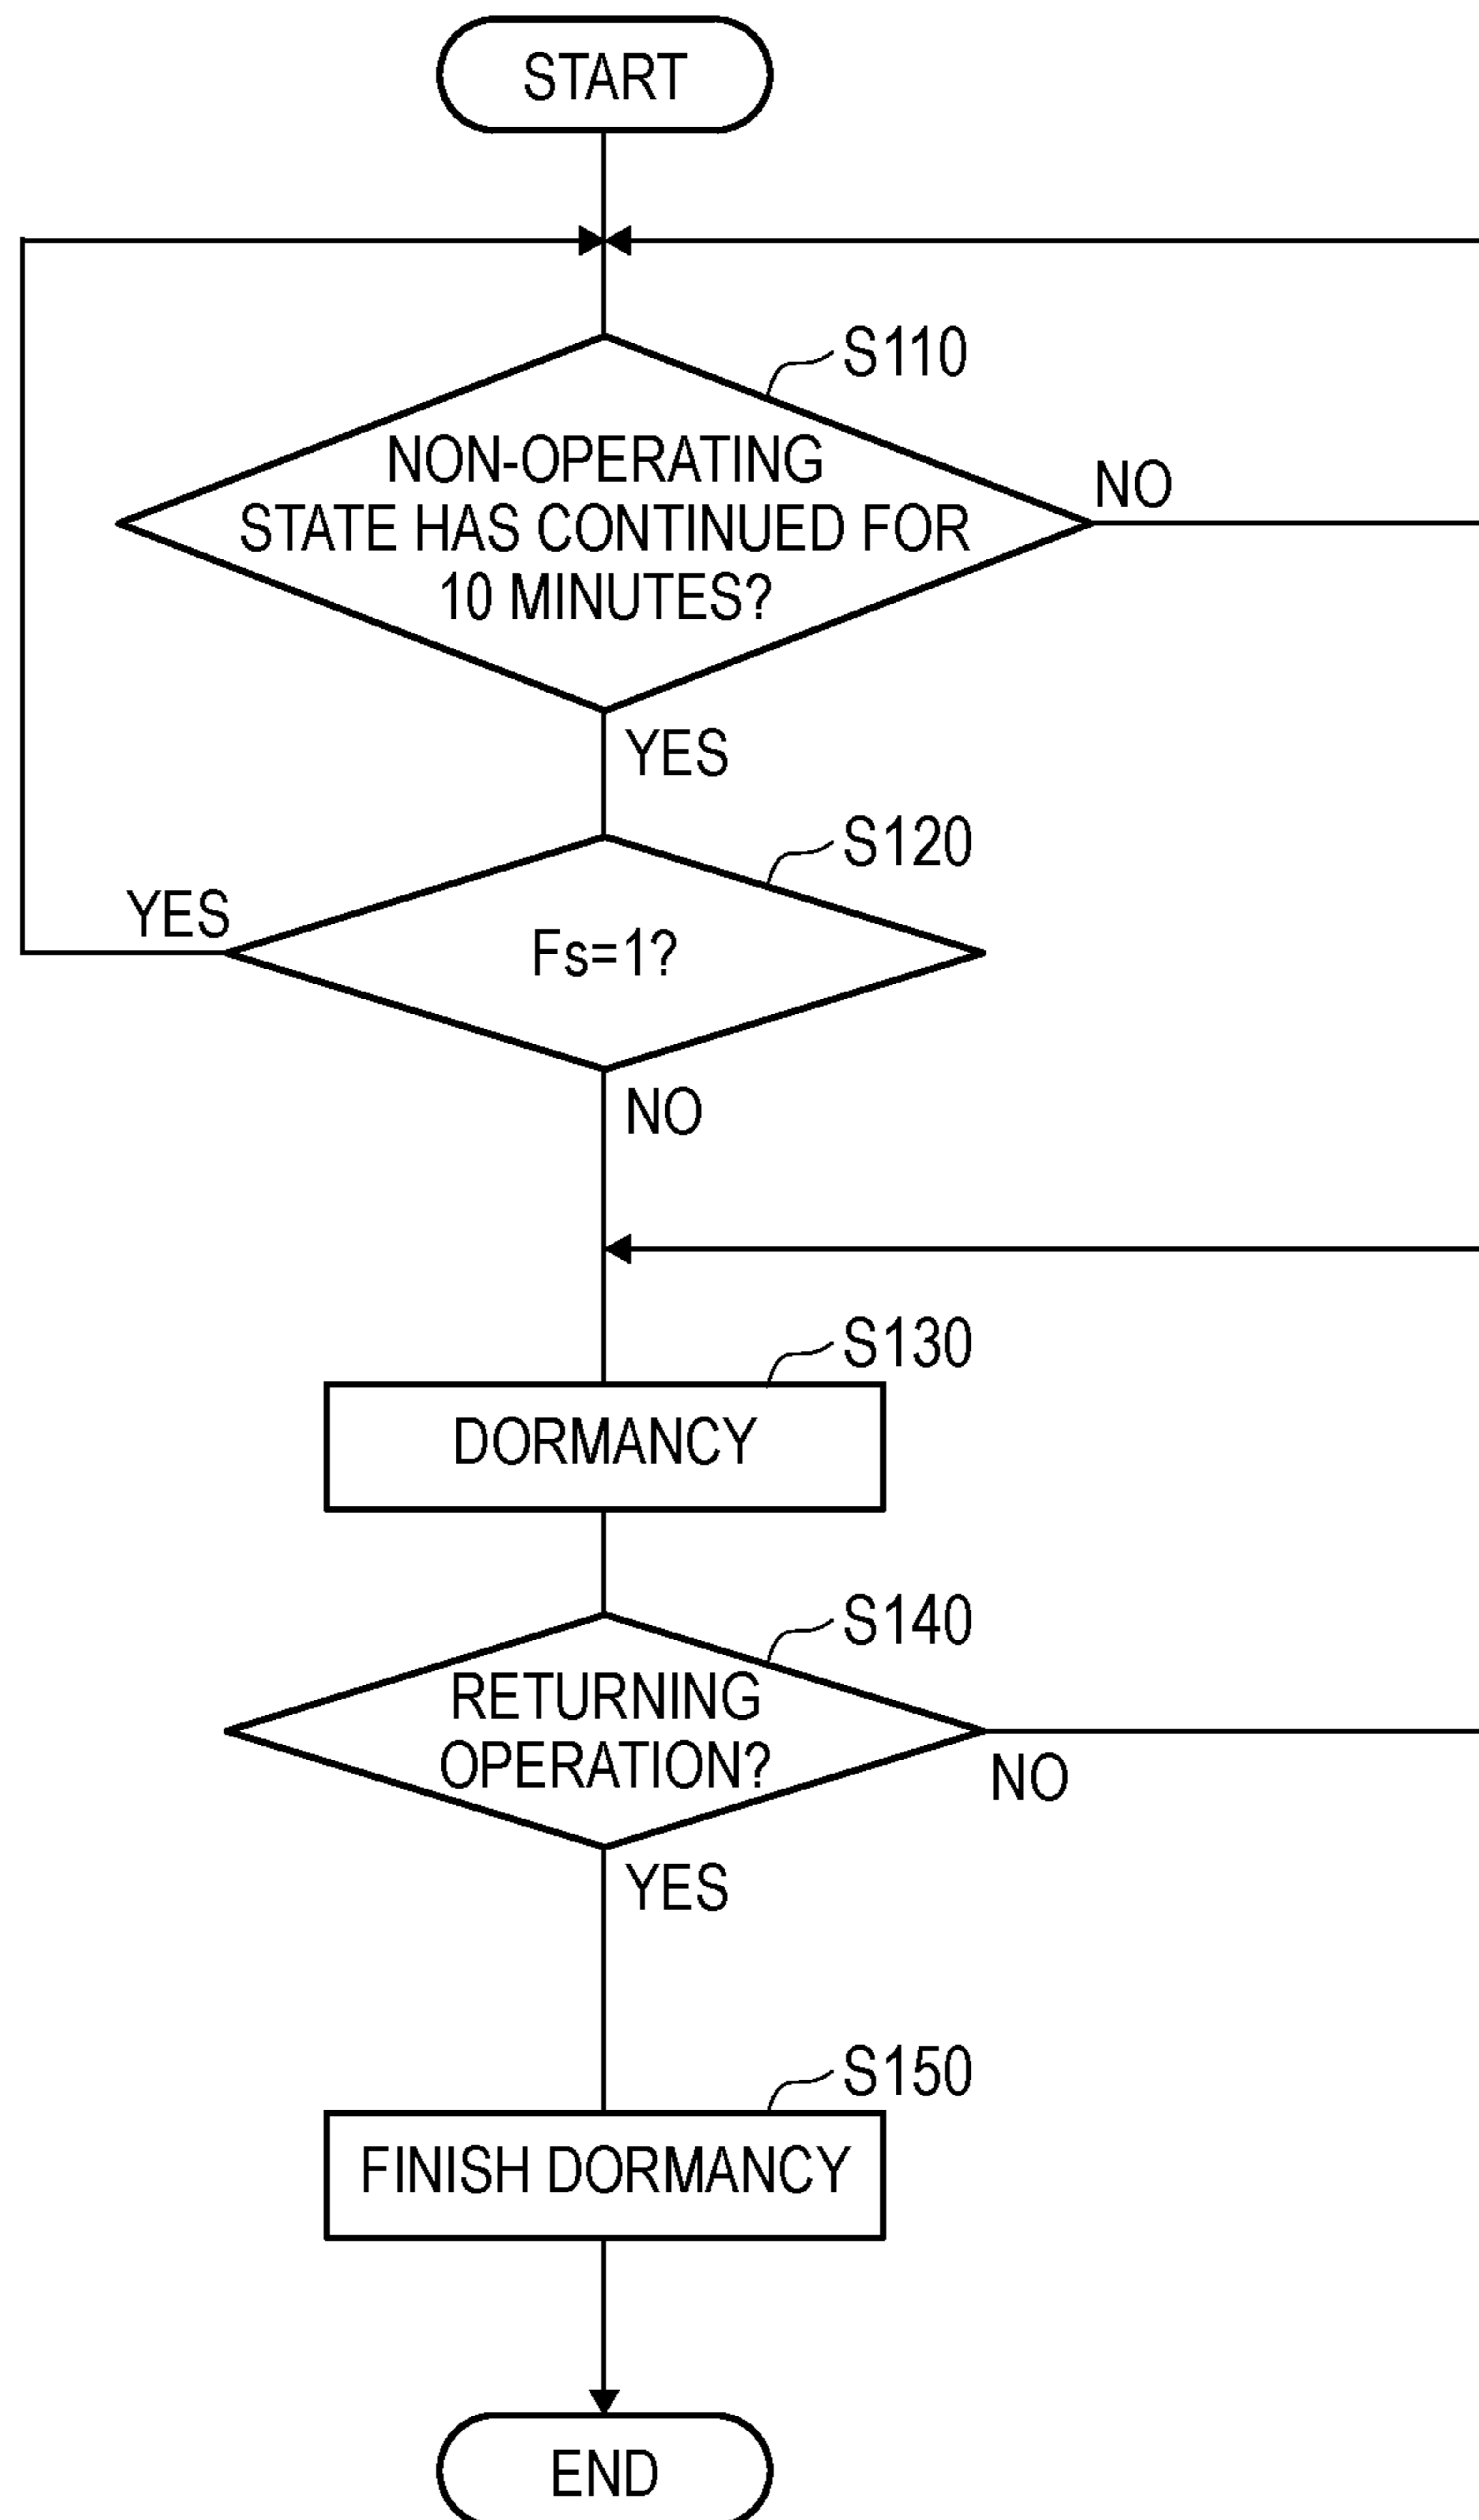 START
S110
NON-OPERATING
STATE HAS CONTINUED FOR
10 MINUTES?
NO
YES
S120
YES
Fs=1?
NO
S130
DORMANCY
S140
RETURNING
OPERATION?
NO
YES
S150
FINISH DORMANCY
END